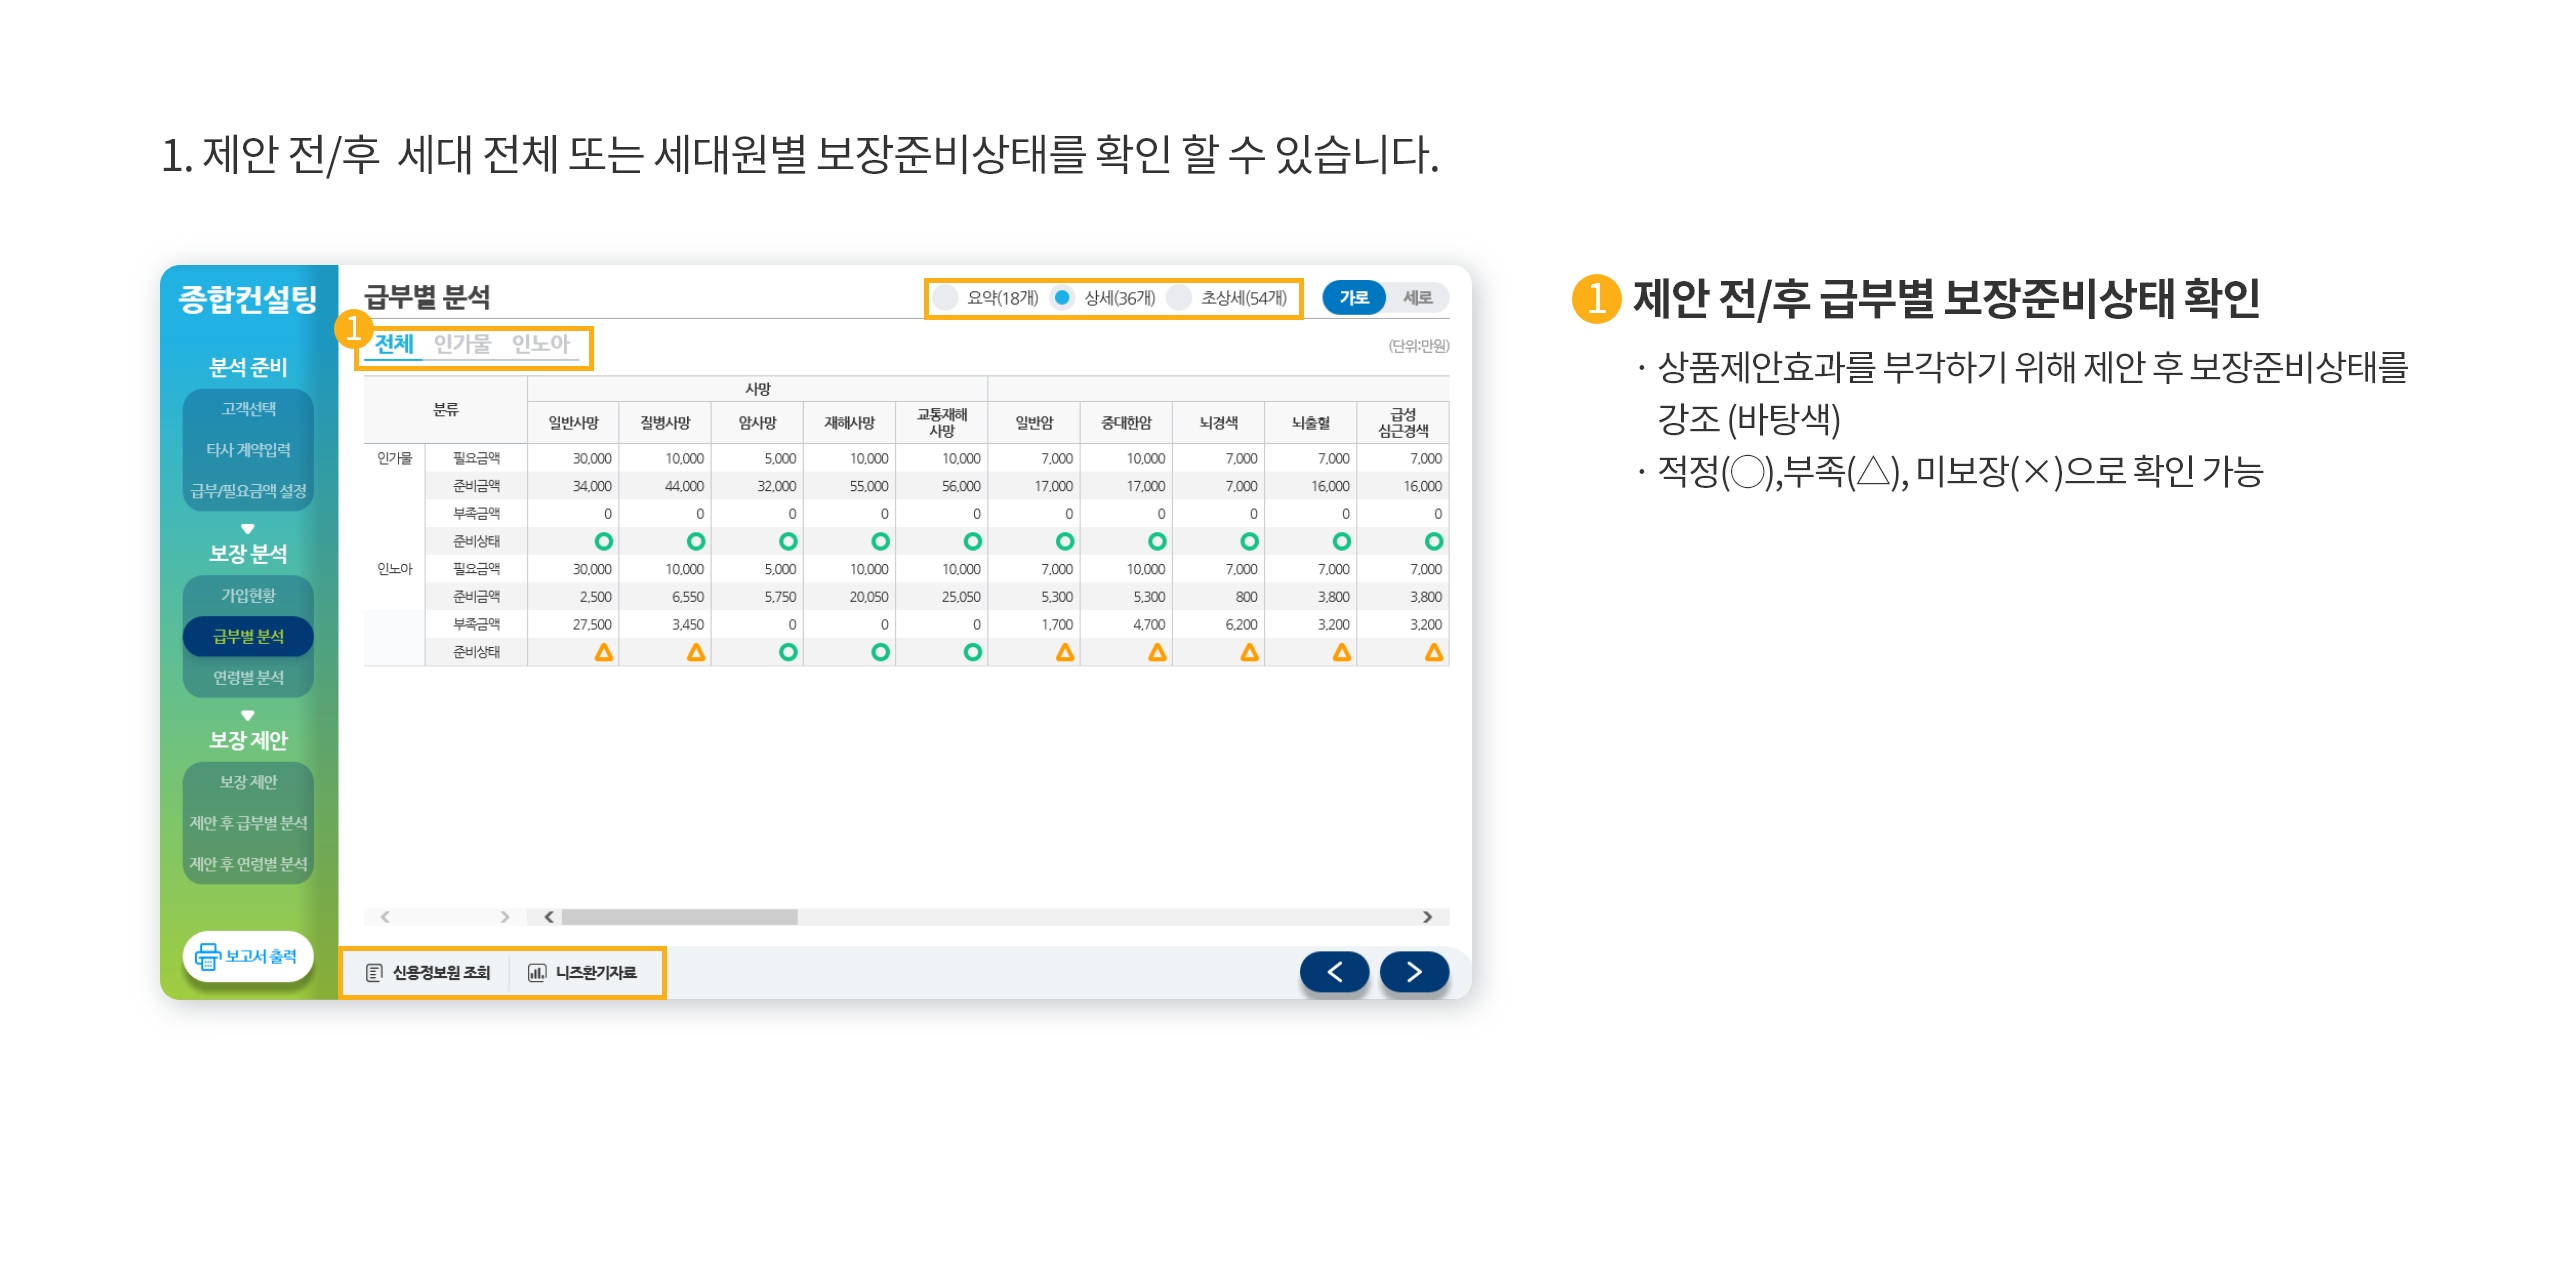 1. 제안 전/후 세대 전체 또는 세대원별 보장준비상태를 확인 할 수 있습니다.
종합컨설팅
분석 준비
고객선택
타사 계약입력
급부/필요금액 설정
보장 분석
가입현황
급부별 분석
연령별 분석
보장 제안
보장 제안
제안 후 급부별 분석
제안 후 연령별 분석
보고서 출력
급부별 분석
요약(18개) 상세(36개) 초상세(54개) 가로 세로
1
전체 인가물 인노아
(단위:만원)
분류 사망
일반사망 질병사망 암사망 재해사망 교통재해 사망 일반암 중대한암 뇌경색 뇌출혈 급성 심근경색
인가물 필요금액 30,000 10,000 5,000 10,000 10,000 7,000 10,000 7,000 7,000 7,000
준비금액 34,000 44,000 32,000 55,000 56,000 17,000 17,000 7,000 16,000 16,000
부족금액 0 0 0 0 0 0 0 0 0 0
준비상태
인노아 필요금액 30,000 10,000 5,000 10,000 10,000 7,000 10,000 7,000 7,000 7,000
준비금액 2,500 6,550 5,750 20,050 25,050 5,300 5,300 800 3,800 3,800
부족금액 27,500 3,450 0 0 0 1,700 4,700 6,200 3,200 3,200
준비상태
신용정보원 조회 니즈환기자료
1 제안 전/후 급부별 보장준비상태 확인
· 상품제안효과를 부각하기 위해 제안 후 보장준비상태를
강조 (바탕색)
· 적정(◯),부족(△), 미보장(×)으로 확인 가능